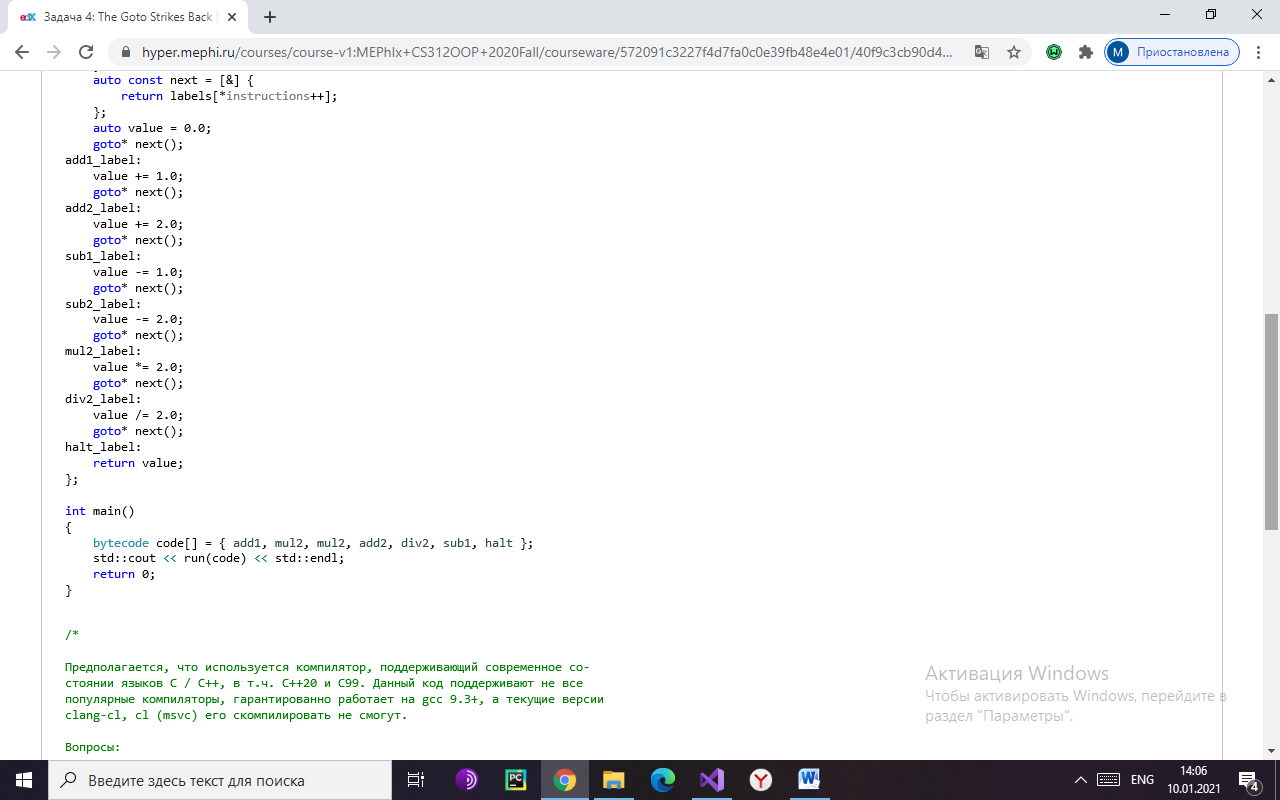 Задача 4: The Goto Strikes Back
hyper.mephi.ru/courses/course-v1:MEPhIx+CS312OOP+2020Fall/courseware/572091c3227f4d7fa0c0e39fb48e4e01/40f9c3cb90d4...
М
Приостановлена
auto const next = [&] {
return labels[*instructions++];
};
auto value = 0.0;
goto* next();
add1_label:
value += 1.0;
goto* next();
add2_label:
value += 2.0;
goto* next();
sub1_label:
value -= 1.0;
goto* next();
sub2_label:
value -= 2.0;
goto* next();
mul2_label:
value *= 2.0;
goto* next();
div2_label:
value /= 2.0;
goto* next();
halt_label:
return value;
};
int main()
{
bytecode code[] = { add1, mul2, mul2, add2, div2, sub1, halt };
std::cout << run(code) << std::endl;
return 0;
}
/*
Предполагается, что используется компилятор, поддерживающий современное со-
стоянии языков C / C++, в т.ч. C++20 и C99. Данный код поддерживают не все
популярные компиляторы, гарантированно работает на gcc 9.3+, а текущие версии
clang-cl, cl (msvc) его скомпилировать не смогут.
Вопросы:
Активация Windows
Чтобы активировать Windows, перейдите в
раздел "Параметры".
Введите здесь текст для поиска
ENG
14:06
10.01.2021
4